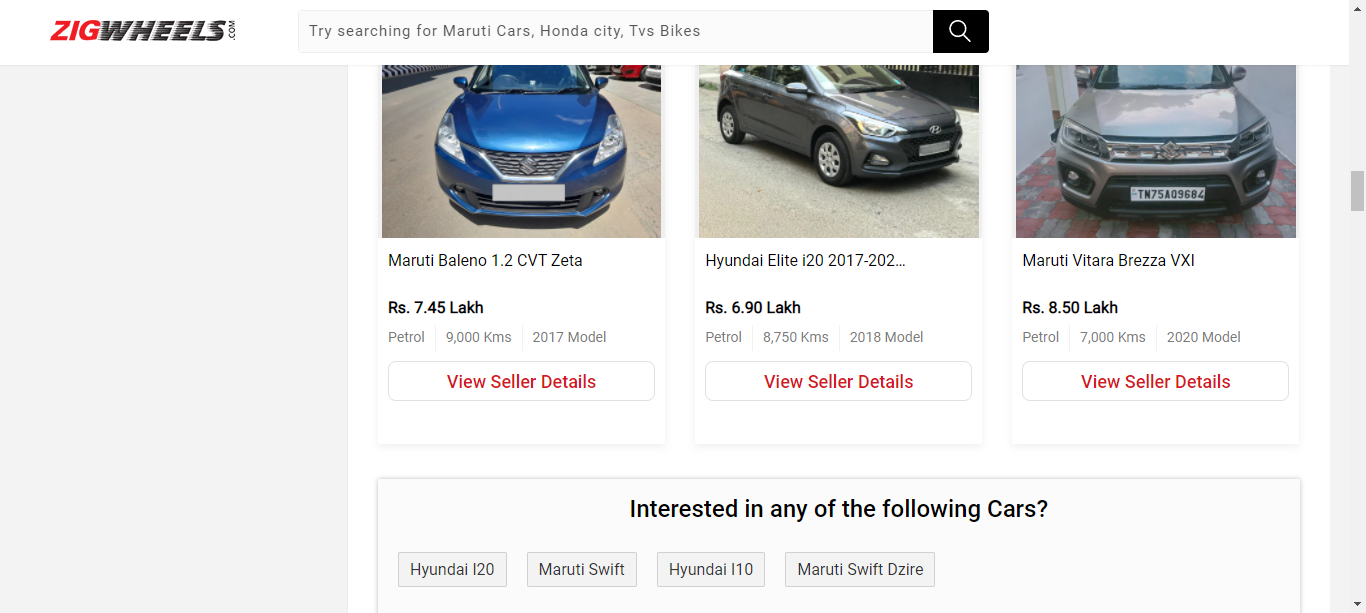 ZIGWHEELS.COM
Try searching for Maruti Cars, Honda city, Tvs Bikes
TN75AQ9684
Maruti Baleno 1.2 CVT Zeta
Rs. 7.45 Lakh
Petrol 9,000 Kms 2017 Model
View Seller Details
Hyundai Elite i20 2017-202...
Rs. 6.90 Lakh
Petrol 8,750 Kms 2018 Model
View Seller Details
Maruti Vitara Brezza VXI
Rs. 8.50 Lakh
Petrol 7,000 Kms 2020 Model
View Seller Details
Interested in any of the following Cars?
Hyundai I20
Maruti Swift
Hyundai I10
Maruti Swift Dzire